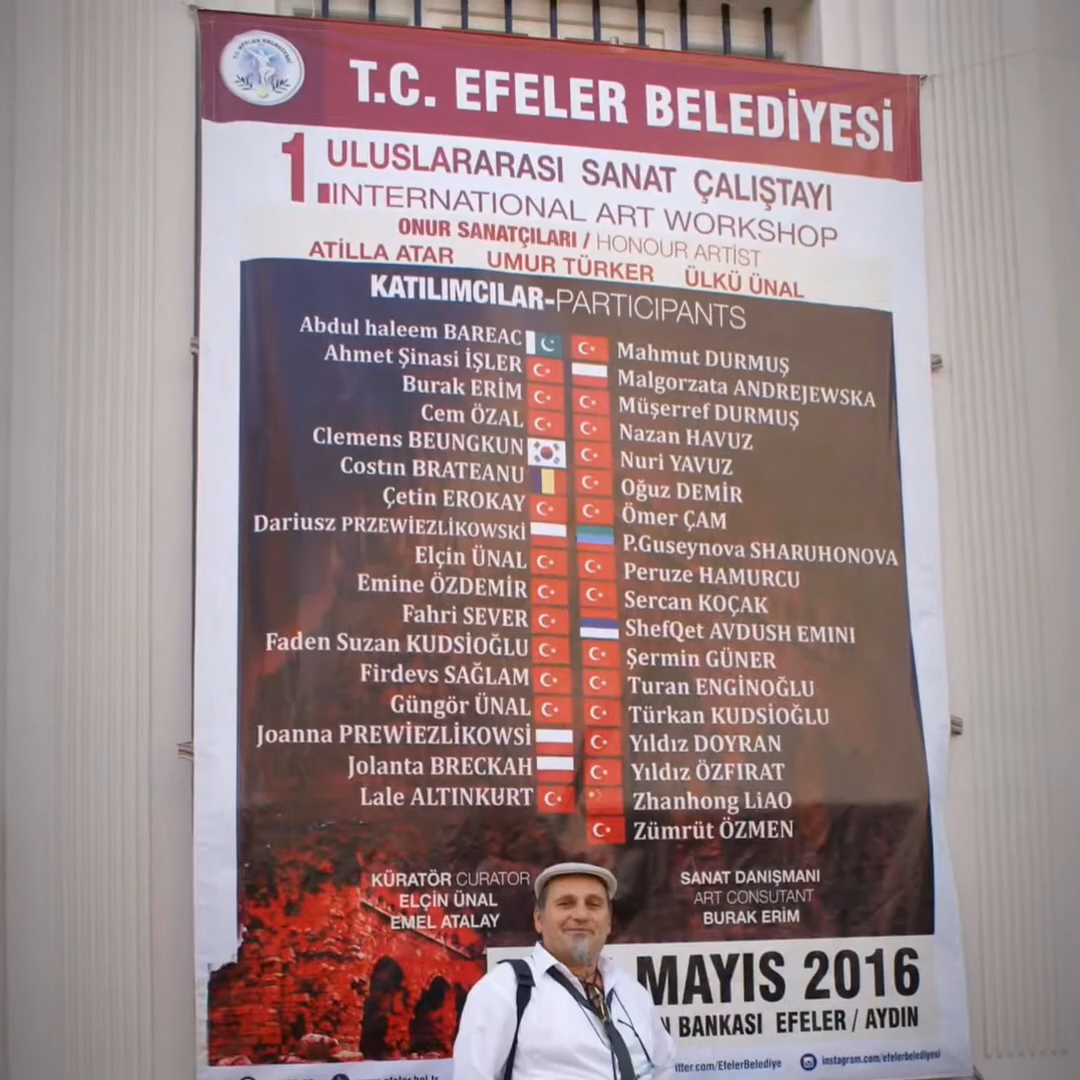 T.C. EFELER BELEDİYESİ
1. ULUSLARARASI SANAT ÇALIŞTAYI
INTERNATIONAL ART WORKSHOP
ONUR SANATÇILARI / HONOUR ARTIST
ATİLLA ATAR UMUR TÜRKER ÜLKÜ ÜNAL
KATILIMCILAR-PARTICIPANTS
Abdul haleem BAREAC
Ahmet Şinasi İŞLER
Burak ERİM
Cem ÖZAL
Clemens BEUNGKUN
Costın BRATEANU
Çetin EROKAY
Dariusz PRZEWİEZLİKOWSKİ
Elçin ÜNAL
Emine ÖZDEMİR
Fahri SEVER
Faden Suzan KUDSİOĞLU
Firdevs SAĞLAM
Güngör ÜNAL
Joanna PREWİEZLİKOWSİ
Jolanta BRECKAH
Lale ALTINKURT
Mahmut DURMUŞ
Malgorzata ANDREJEWSKA
Müşerref DURMUŞ
Nazan HAVUZ
Nuri YAVUZ
Oğuz DEMİR
Ömer ÇAM
P.Guseynova SHARUHONOVA
Peruze HAMURCU
Sercan KOÇAK
ShefQet AVDUSH EMINI
Şermin GÜNER
Turan ENGİNOĞLU
Türkan KUDSİOĞLU
Yıldız DOYRAN
Yıldız ÖZFIRAT
Zhanhong LiAO
Zümrüt ÖZMEN
KÜRATÖR CURATOR
ELÇİN ÜNAL
EMEL ATALAY
SANAT DANIŞMANI
ART CONSUTANT
BURAK ERİM
MAYIS 2016
BANKASI EFELER / AYDIN
itter.com/EfelerBelediye instagram.com/efelerbelediyesi